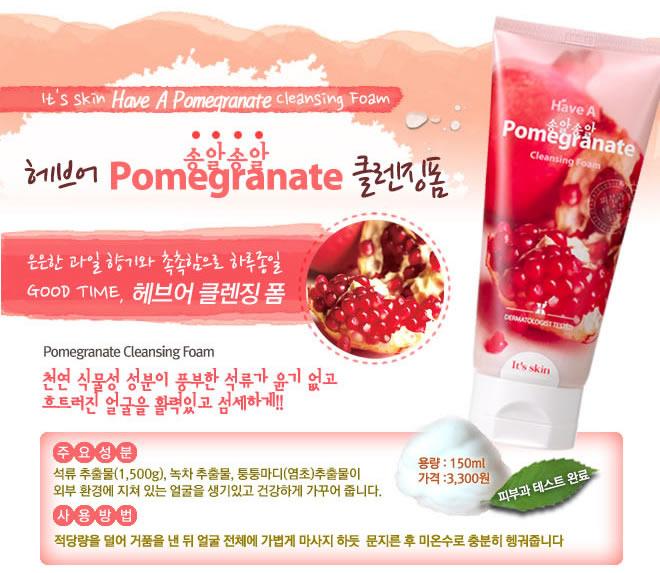 It's skin Have A Pomegranate Cleansing Foam
송알송알
헤브어 Pomegranate 클렌징폼
은은한 과일 향기와 촉촉함으로 하루종일
GOOD TIME, 헤브어 클렌징 폼
Pomegranate Cleansing Foam
천연 식물성 성분이 풍부한 석류가 윤기 없고
흐트러진 얼굴을 활력있고 섬세하게!!
주요성분
석류 추출물(1,500g), 녹차 추출물, 퉁퉁마디(염초)추출물이
외부 환경에 지쳐 있는 얼굴을 생기있고 건강하게 가꾸어 줍니다.
사용방법
적당량을 덜어 거품을 낸 뒤 얼굴 전체에 가볍게 마사지 하듯 문지른 후 미온수로 충분히 헹궈줍니다
용량 : 150ml
가격 : 3,300원
피부과 테스트 완료
Have A
송알송알
Pomegranate
Cleansing Foam
DERMATOLOGIST TESTED
It's skin